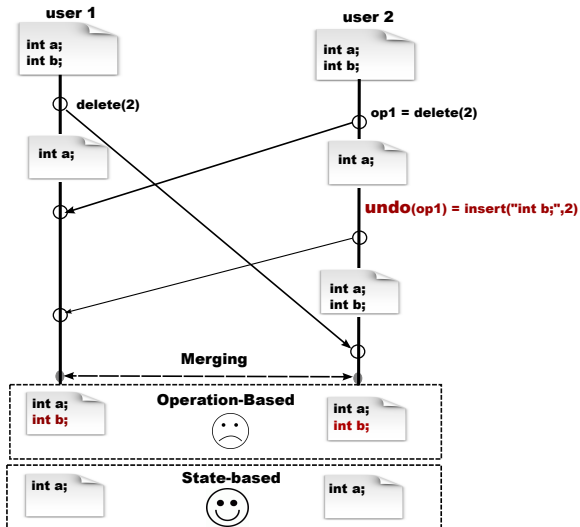 user 1
user 2
int a;
int b;
int a;
int b;
delete(2)
op1 = delete(2)
int a;
int a;
undo(op1) = insert("int b;",2)
int a;
int b;
Merging
Operation-Based
int a;
int b;
int a;
int b;
State-based
int a;
int a;